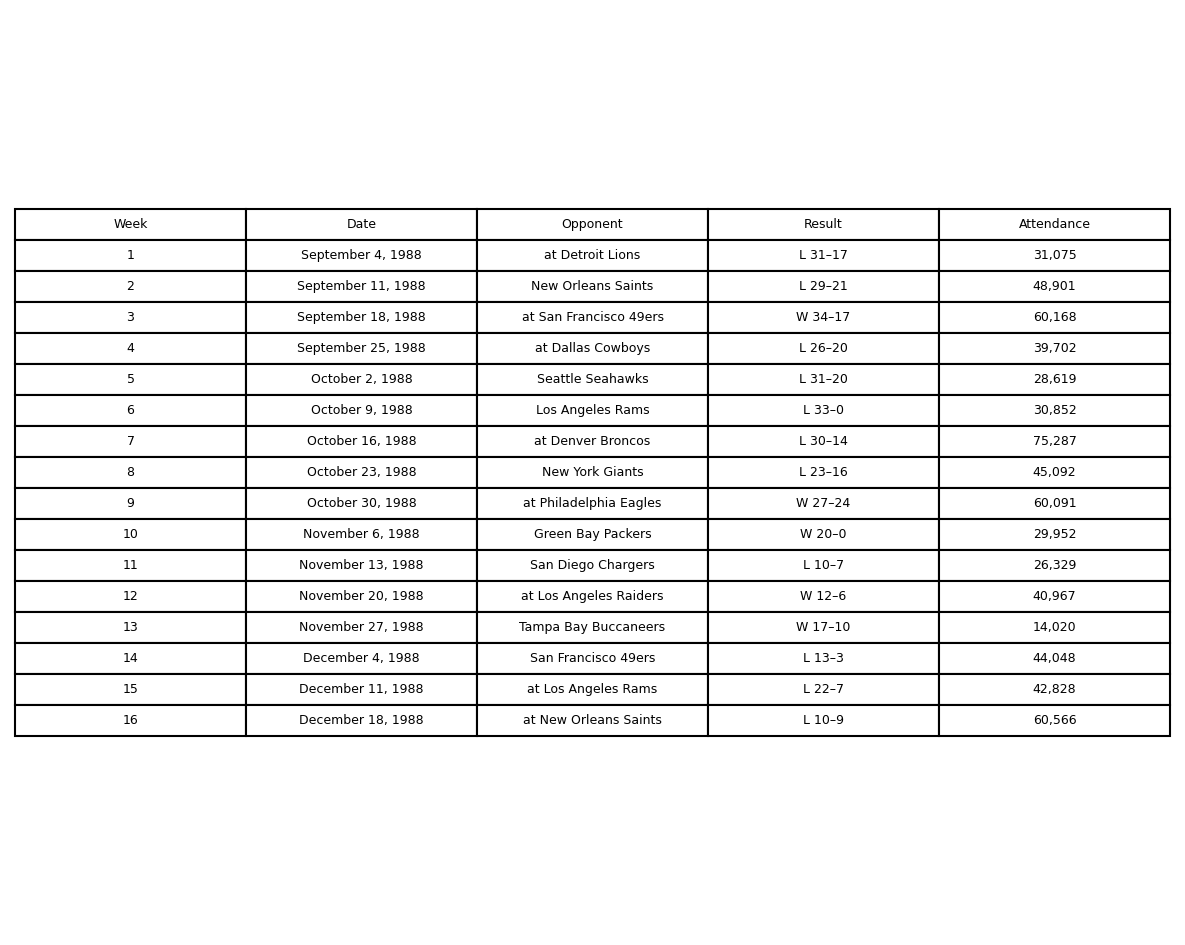 Week Date Opponent Result Attendance
1 September 4, 1988 at Detroit Lions L 31–17 31,075
2 September 11, 1988 New Orleans Saints L 29–21 48,901
3 September 18, 1988 at San Francisco 49ers W 34–17 60,168
4 September 25, 1988 at Dallas Cowboys L 26–20 39,702
5 October 2, 1988 Seattle Seahawks L 31–20 28,619
6 October 9, 1988 Los Angeles Rams L 33–0 30,852
7 October 16, 1988 at Denver Broncos L 30–14 75,287
8 October 23, 1988 New York Giants L 23–16 45,092
9 October 30, 1988 at Philadelphia Eagles W 27–24 60,091
10 November 6, 1988 Green Bay Packers W 20–0 29,952
11 November 13, 1988 San Diego Chargers L 10–7 26,329
12 November 20, 1988 at Los Angeles Raiders W 12–6 40,967
13 November 27, 1988 Tampa Bay Buccaneers W 17–10 14,020
14 December 4, 1988 San Francisco 49ers L 13–3 44,048
15 December 11, 1988 at Los Angeles Rams L 22–7 42,828
16 December 18, 1988 at New Orleans Saints L 10–9 60,566